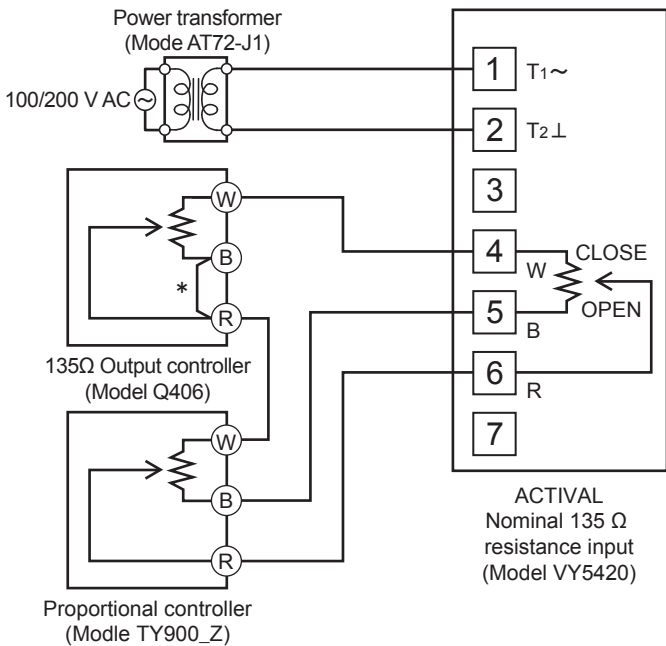 Power transformer
(Mode AT72-J1)
100/200 V AC
1 T1~
2 T2⊥
3
4 W
CLOSE
OPEN
5 B
6 R
7
W
B
*
R
135Ω Output controller
(Model Q406)
W
B
R
Proportional controller
(Modle TY900_Z)
ACTIVAL
Nominal 135 Ω
resistance input
(Model VY5420)